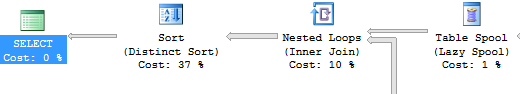 SELECT
Cost: 0 %
Sort
(Distinct Sort)
Cost: 37 %
Nested Loops
(Inner Join)
Cost: 10 %
Table Spool
(Lazy Spool)
Cost: 1 %